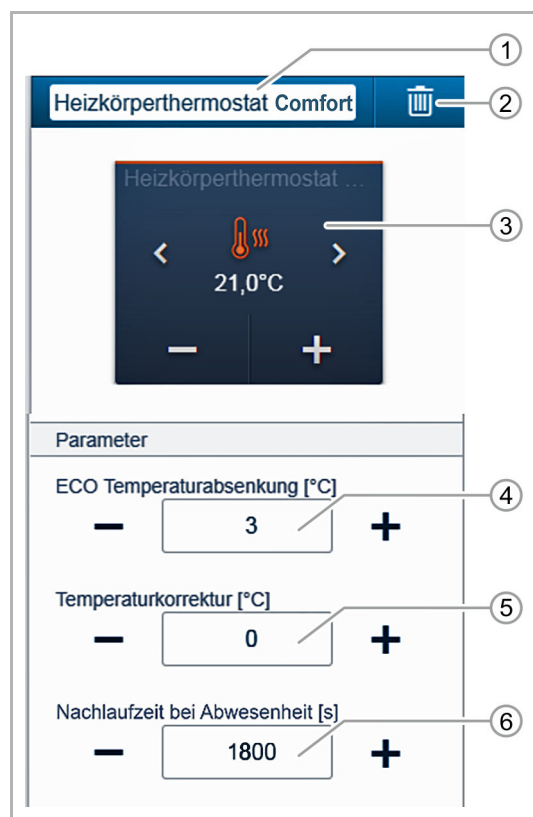 1
Heizkörperthermostat Comfort
2
Heizkörperthermostat ...
3
21,0°C
Parameter
ECO Temperaturabsenkung [°C]
4
− 3 +
Temperaturkorrektur [°C]
5
− 0 +
Nachlaufzeit bei Abwesenheit [s]
6
− 1800 +